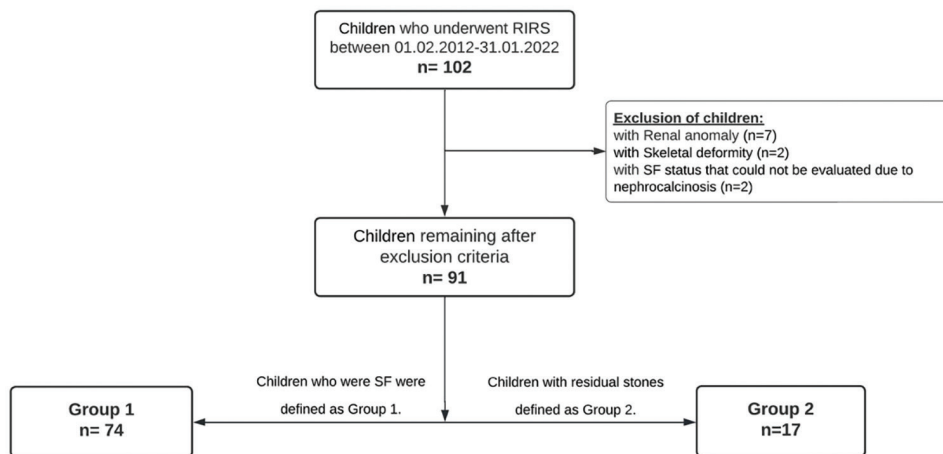 Children who underwent RIRS
between 01.02.2012-31.01.2022
n= 102
Exclusion of children:
with Renal anomaly (n=7)
with Skeletal deformity (n=2)
with SF status that could not be evaluated due to
nephrocalcinosis (n=2)
Children remaining after
exclusion criteria
n= 91
Children who were SF were
defined as Group 1.
Children with residual stones
defined as Group 2.
Group 1
n= 74
Group 2
n=17